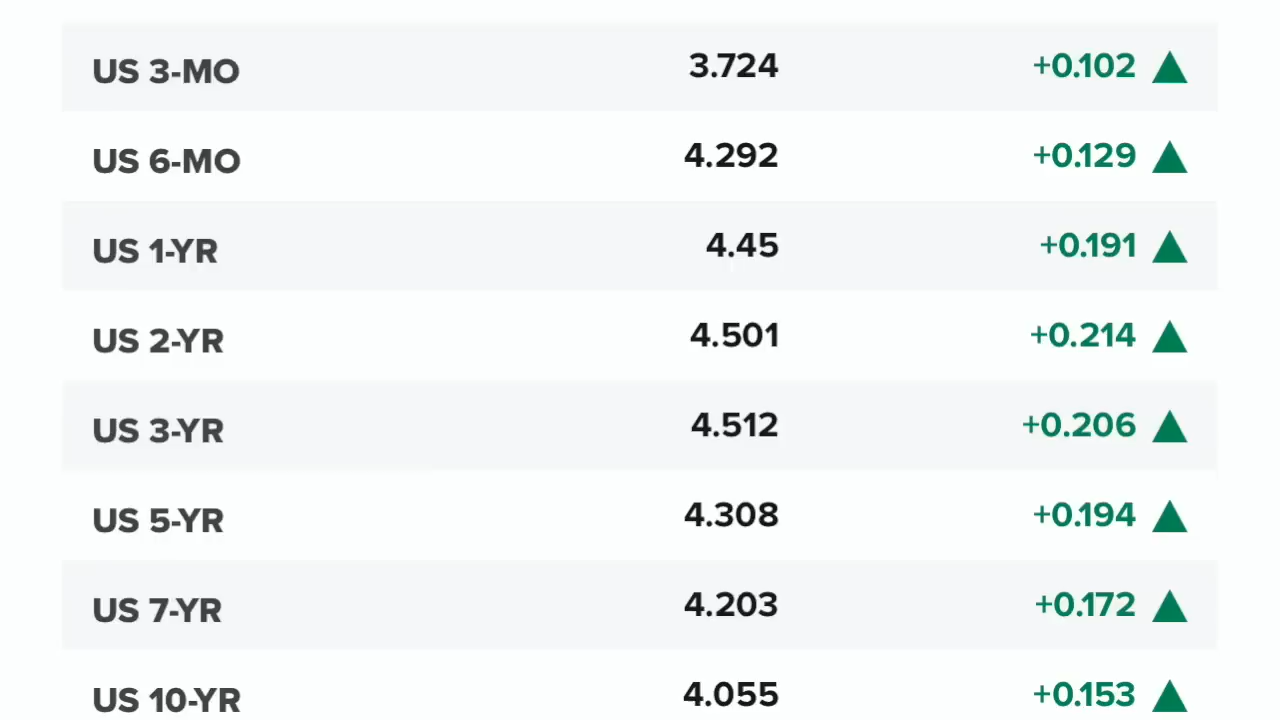 US 3-MO 3.724 +0.102 ▲
US 6-MO 4.292 +0.129 ▲
US 1-YR 4.45 +0.191 ▲
US 2-YR 4.501 +0.214 ▲
US 3-YR 4.512 +0.206 ▲
US 5-YR 4.308 +0.194 ▲
US 7-YR 4.203 +0.172 ▲
US 10-YR 4.055 +0.153 ▲